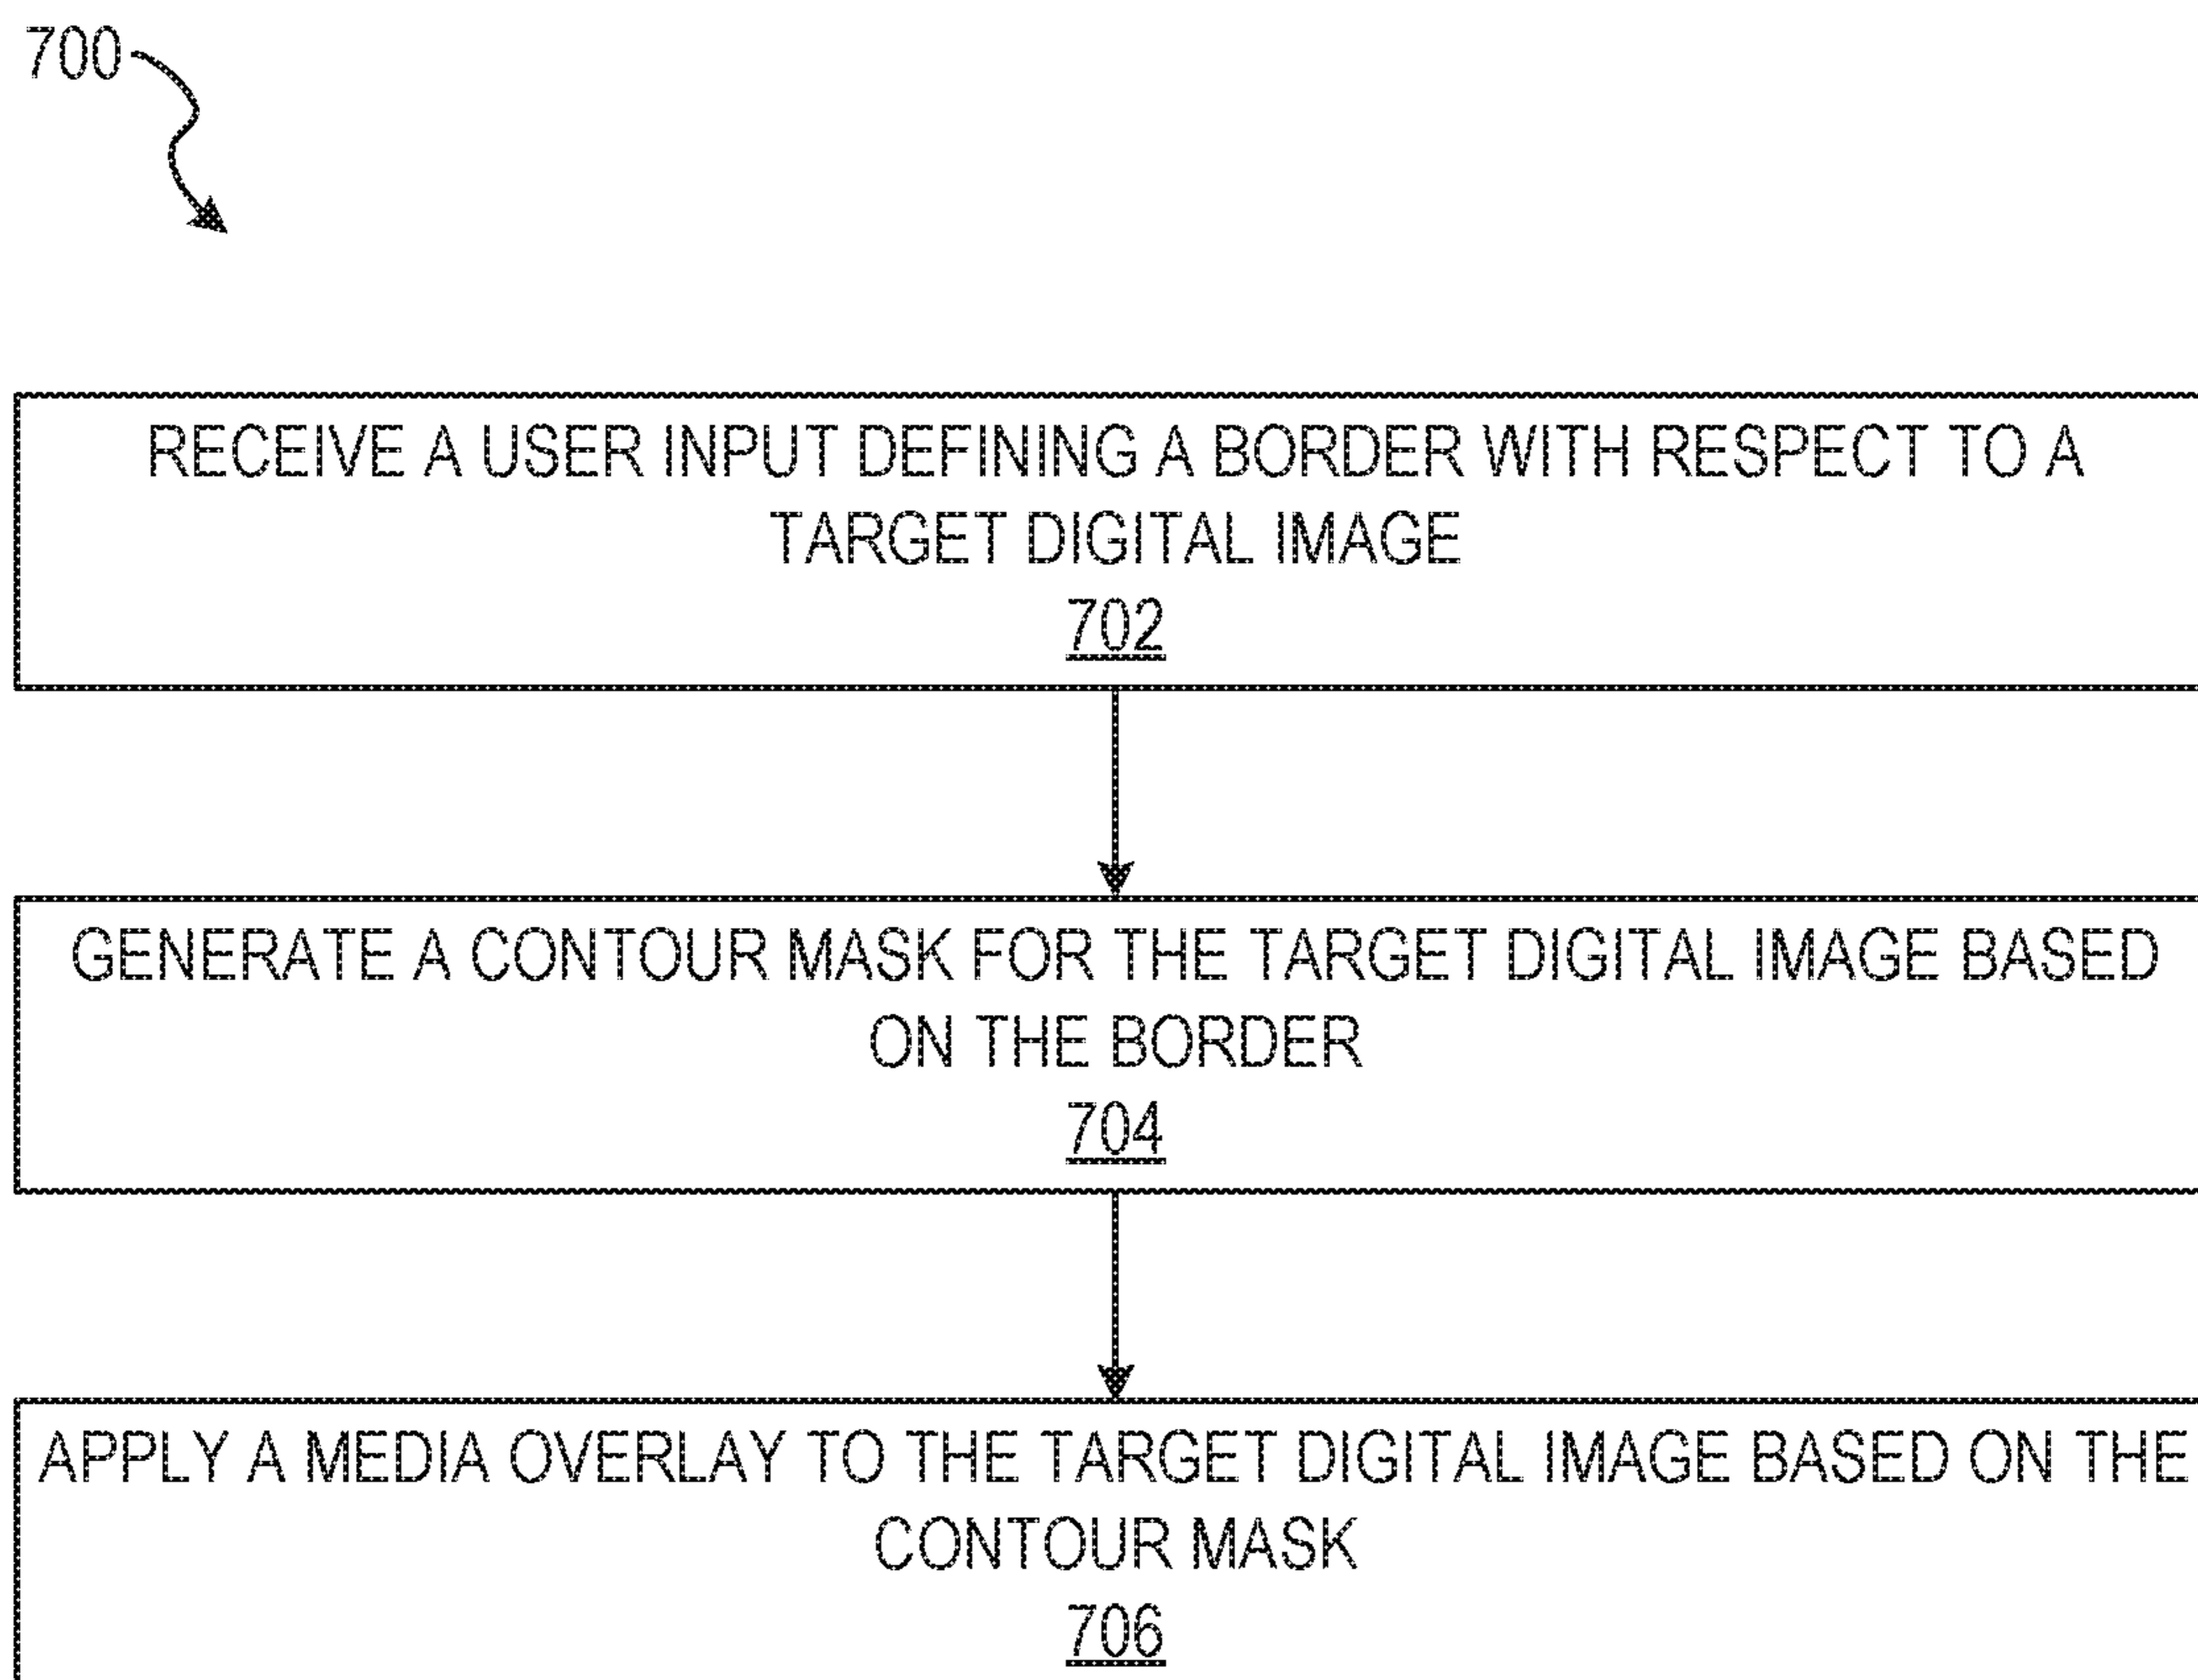 700
RECEIVE A USER INPUT DEFINING A BORDER WITH RESPECT TO A
TARGET DIGITAL IMAGE
702
GENERATE A CONTOUR MASK FOR THE TARGET DIGITAL IMAGE BASED
ON THE BORDER
704
APPLY A MEDIA OVERLAY TO THE TARGET DIGITAL IMAGE BASED ON THE
CONTOUR MASK
706